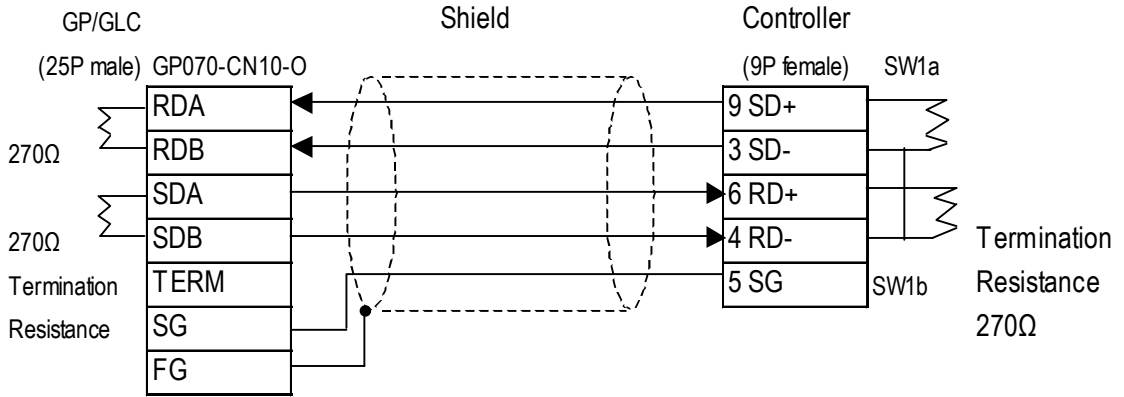 GP/GLC
Shield
Controller
(25P male) GP070-CN10-O
(9P female)
SW1a
RDA
9 SD+
270Ω
RDB
3 SD-
SDA
6 RD+
270Ω
SDB
4 RD-
Termination
Resistance
TERM
5 SG
SW1b
Termination
Resistance
270Ω
SG
FG